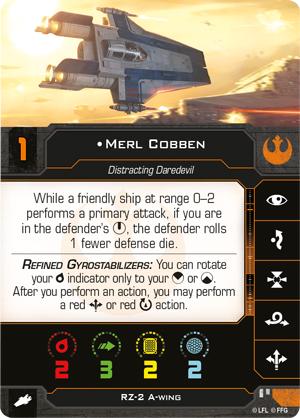 •MERL COBBEN
1
Distracting Daredevil
While a friendly ship at range 0–2
performs a primary attack, if you are
in the defender's , the defender rolls
1 fewer defense die.
REFINED GYROSTABILIZERS: You can rotate
your indicator only to your or .
After you perform an action, you may perform
a red or red action.
2 3 2 2
RZ-2 A-WING
© LFL © FFG